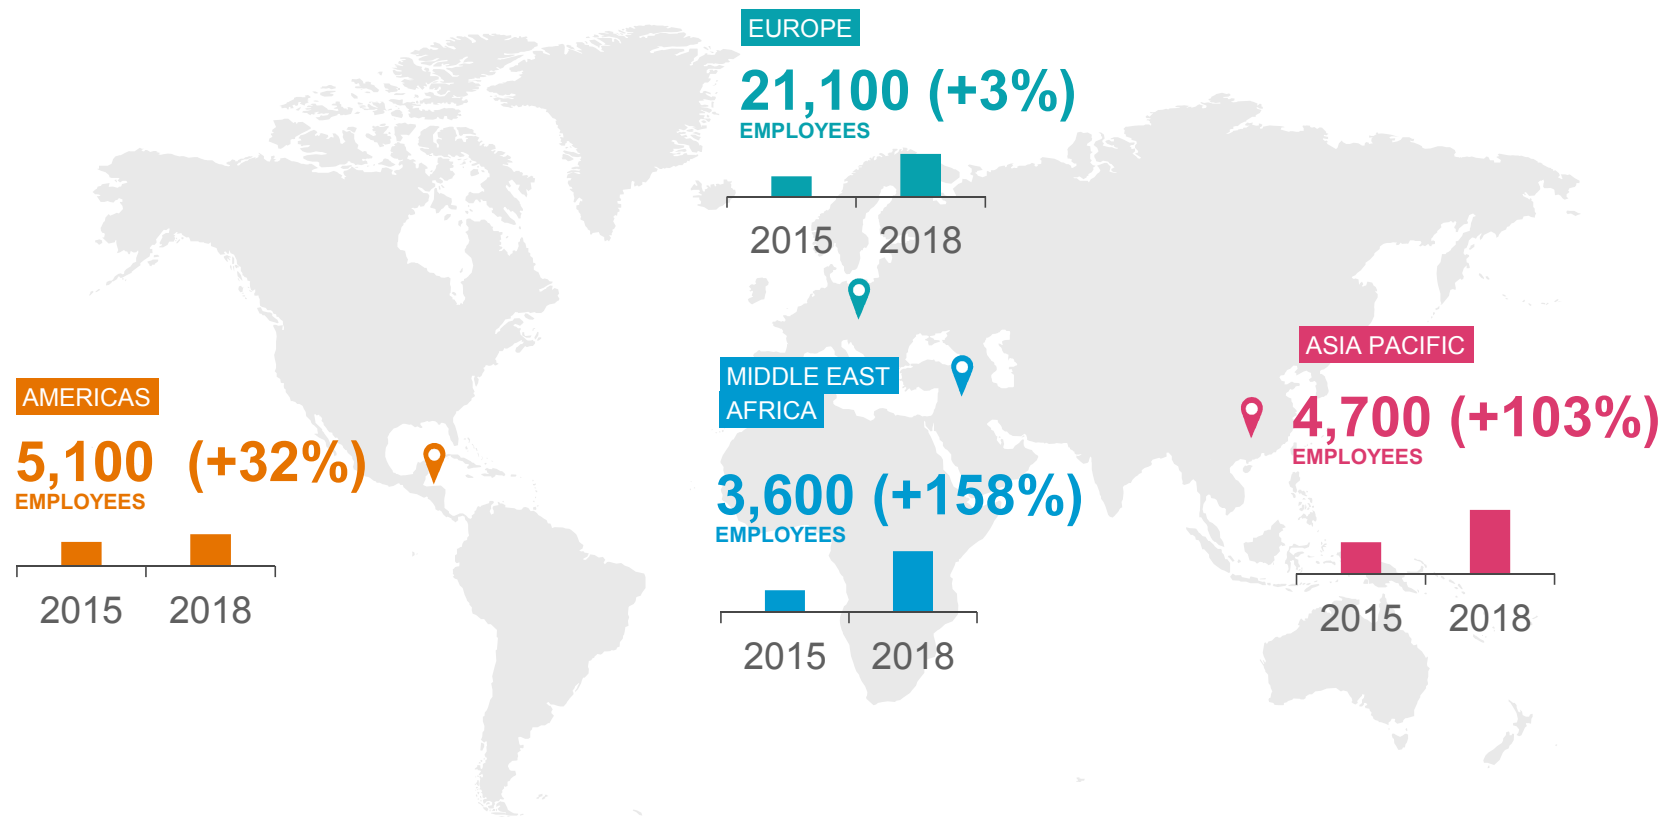 EUROPE
21,100 (+3%)
EMPLOYEES
2015 2018
AMERICAS
5,100 (+32%)
EMPLOYEES
2015 2018
MIDDLE EAST
AFRICA
3,600 (+158%)
EMPLOYEES
2015 2018
ASIA PACIFIC
4,700 (+103%)
EMPLOYEES
2015 2018